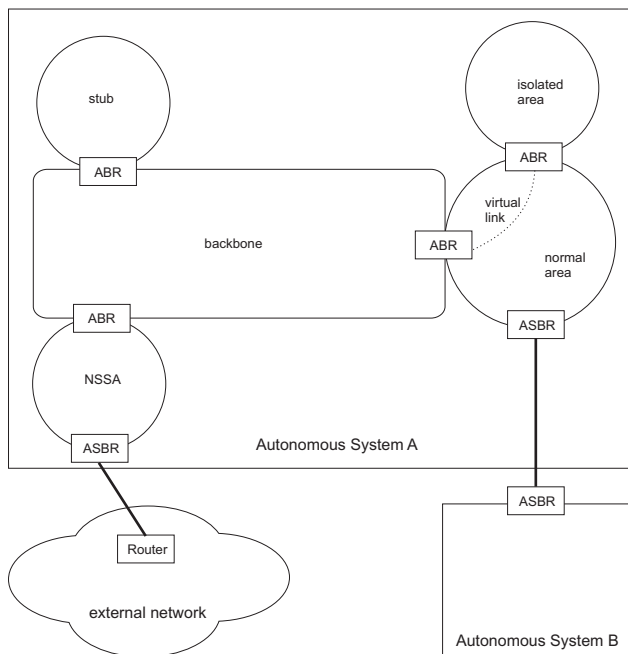 stub
isolated
area
ABR
ABR
virtual
link
backbone
ABR
normal
area
ABR
ASBR
NSSA
ASBR
Autonomous System A
ASBR
Router
external network
Autonomous System B